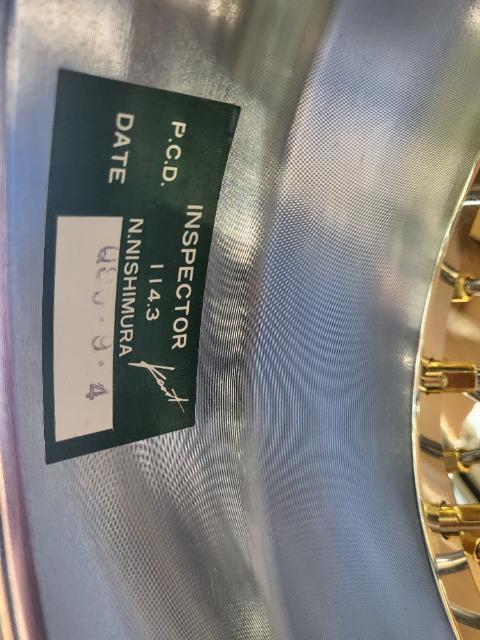 INSPECTOR
P.C.D. 114.3
N.NISHIMURA
DATE